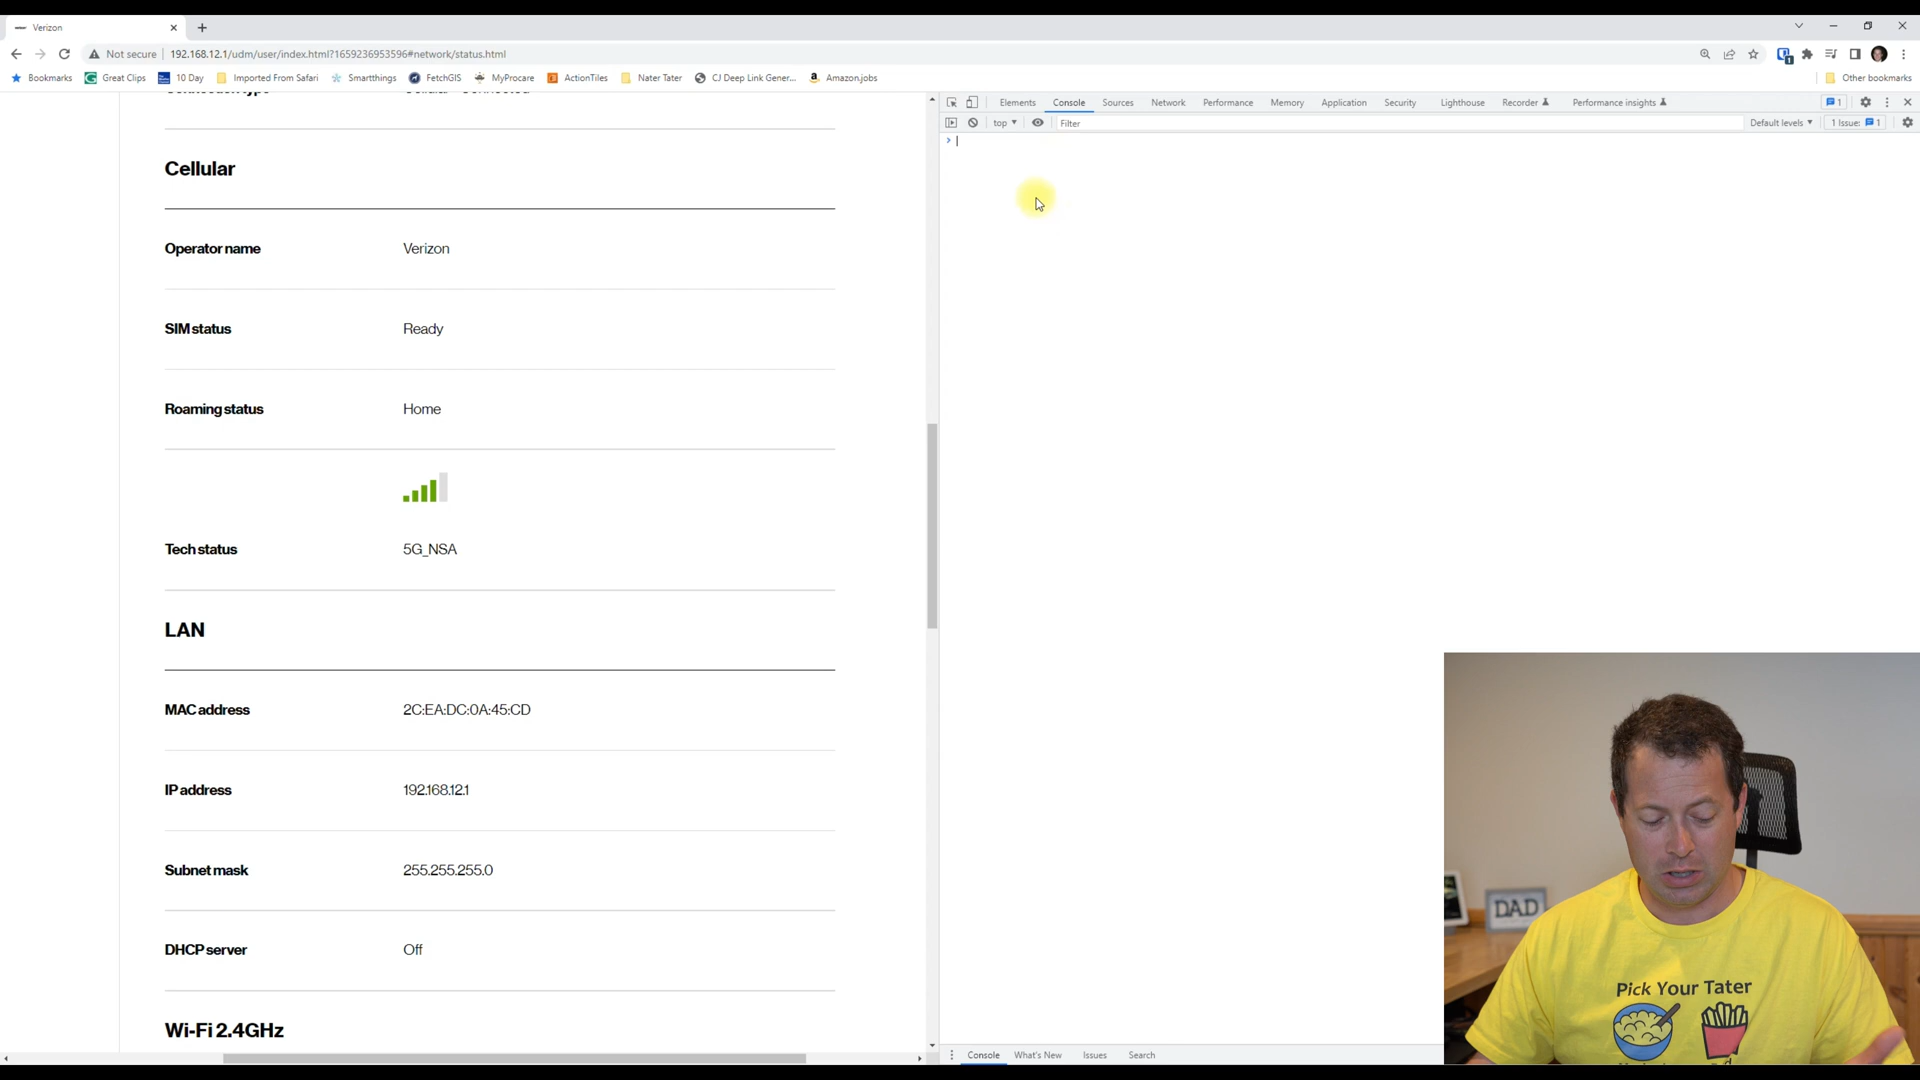 Verizon
Not secure
192.168.12.1/udm/user/index.html?1659236953596#network/status.html
Bookmarks
Great Clips
10 Day
Imported From Safari
Smartthings
FetchGIS
MyProcare
ActionTiles
Nater Tater
CJ Deep Link Gener...
Amazon.jobs
Other bookmarks
Cellular
Operator name Verizon
SIM status Ready
Roaming status Home
Tech status 5G_NSA
LAN
MAC address 2C:EA:DC:0A:45:CD
IP address 192.168.12.1
Subnet mask 255.255.255.0
DHCP server Off
Wi-Fi 2.4GHz
Elements Console Sources Network Performance Memory Application Security Lighthouse Recorder Performance insights 1
top Filter Default levels 1 Issue: 1
Console What's New Issues Search
DAD
Pick Your Tater